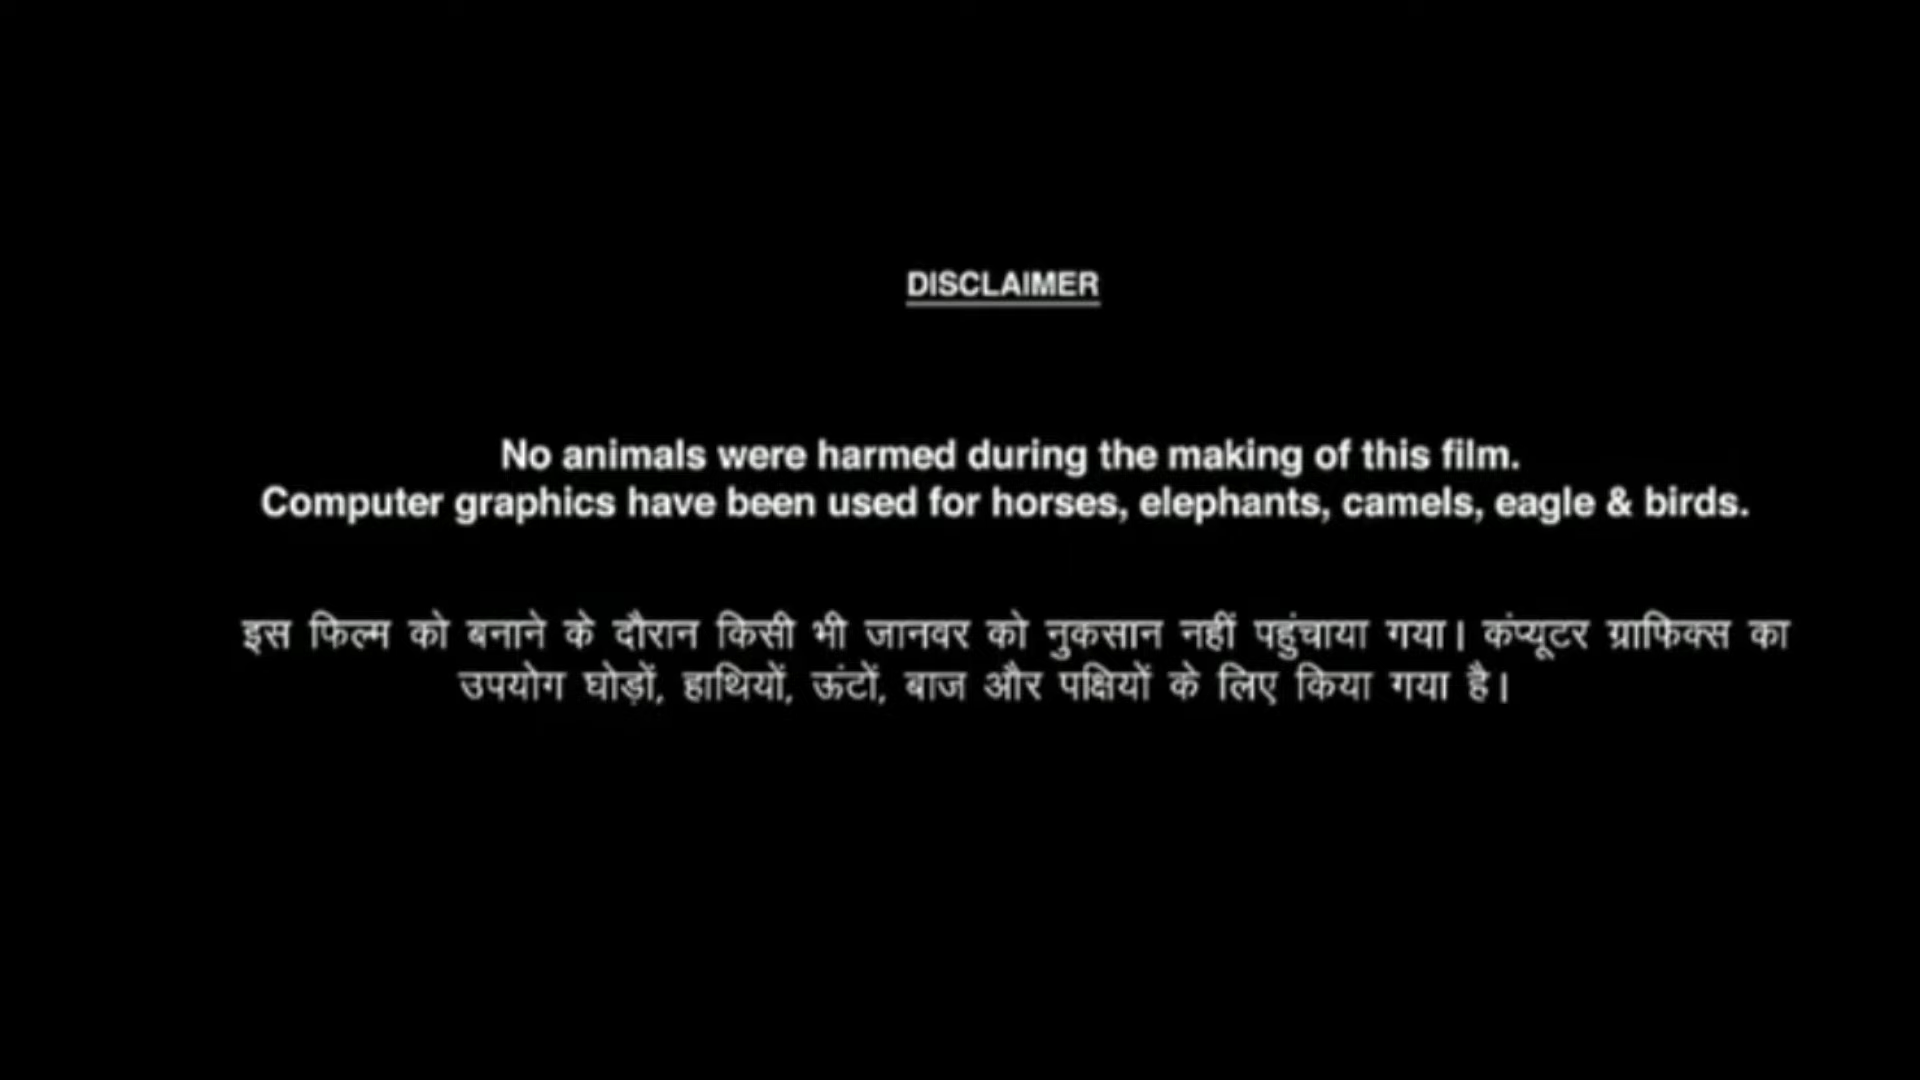 DISCLAIMER
No animals were harmed during the making of this film.
Computer graphics have been used for horses, elephants, camels, eagle & birds.
इस फिल्म को बनाने के दौरान किसी भी जानवर को नुकसान नहीं पहुंचाया गया। कंप्यूटर ग्राफिक्स का
उपयोग घोड़ों, हाथियों, ऊंटों, बाज और पक्षियों के लिए किया गया है।